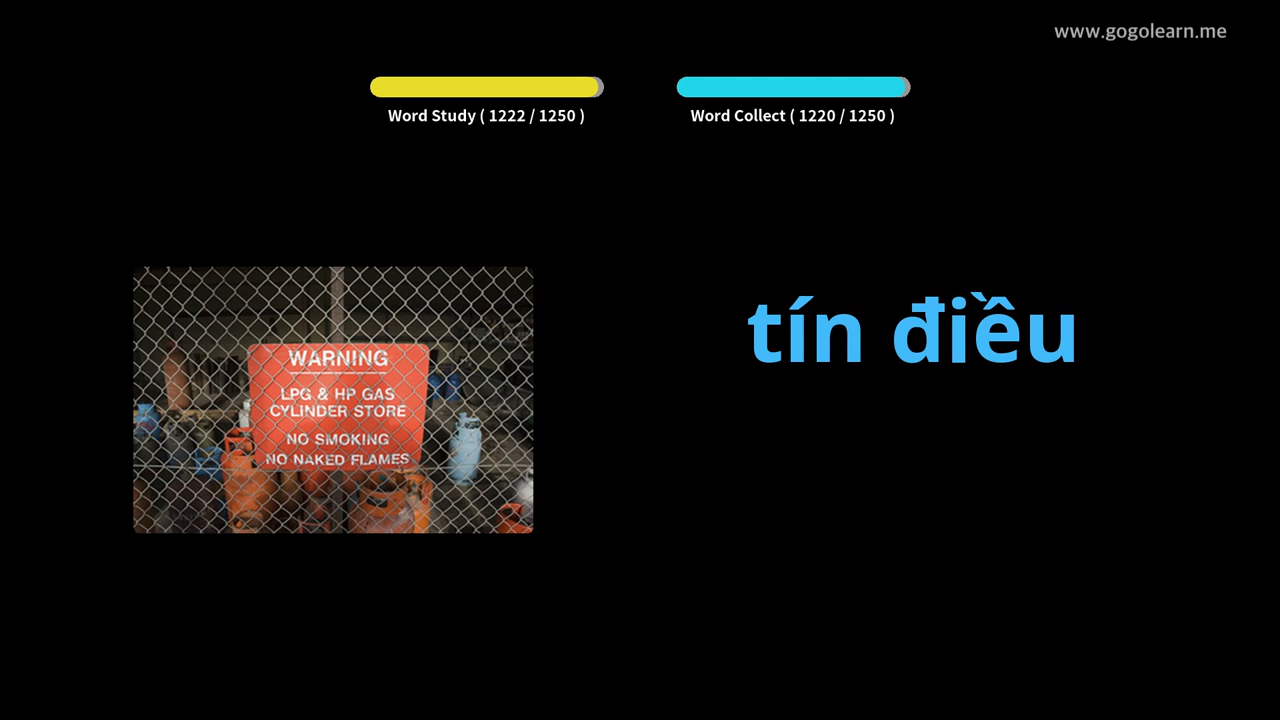 www.gogolearn.me
Word Study ( 1222 / 1250 )
Word Collect ( 1220 / 1250 )
tín điều
WARNING
LPG & HP GAS
CYLINDER STORE
NO SMOKING
NO NAKED FLAMES